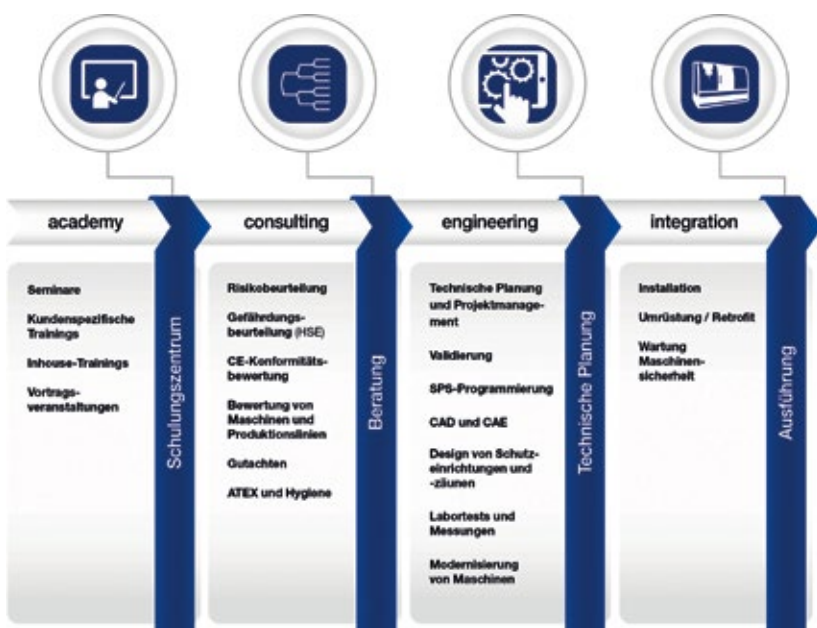 academy
Seminare
Kundenspezifische
Trainings
Inhouse-Trainings
Vortrags-
veranstaltungen
Schulungszentrum
consulting
Risikobeurteilung
Gefährdungs-
beurteilung (HSE)
CE-Konformitäts-
bewertung
Bewertung von
Maschinen und
Produktionslinien
Gutachten
ATEX und Hygiene
Beratung
engineering
Technische Planung
und Projektmanage-
ment
Validierung
SPS-Programmierung
CAD und CAE
Design von Schutz-
einrichtungen und
-zäunen
Labortests und
Messungen
Modernisierung
von Maschinen
Technische Planung
integration
Installation
Umrüstung / Retrofit
Wartung
Maschinen-
sicherheit
Ausführung